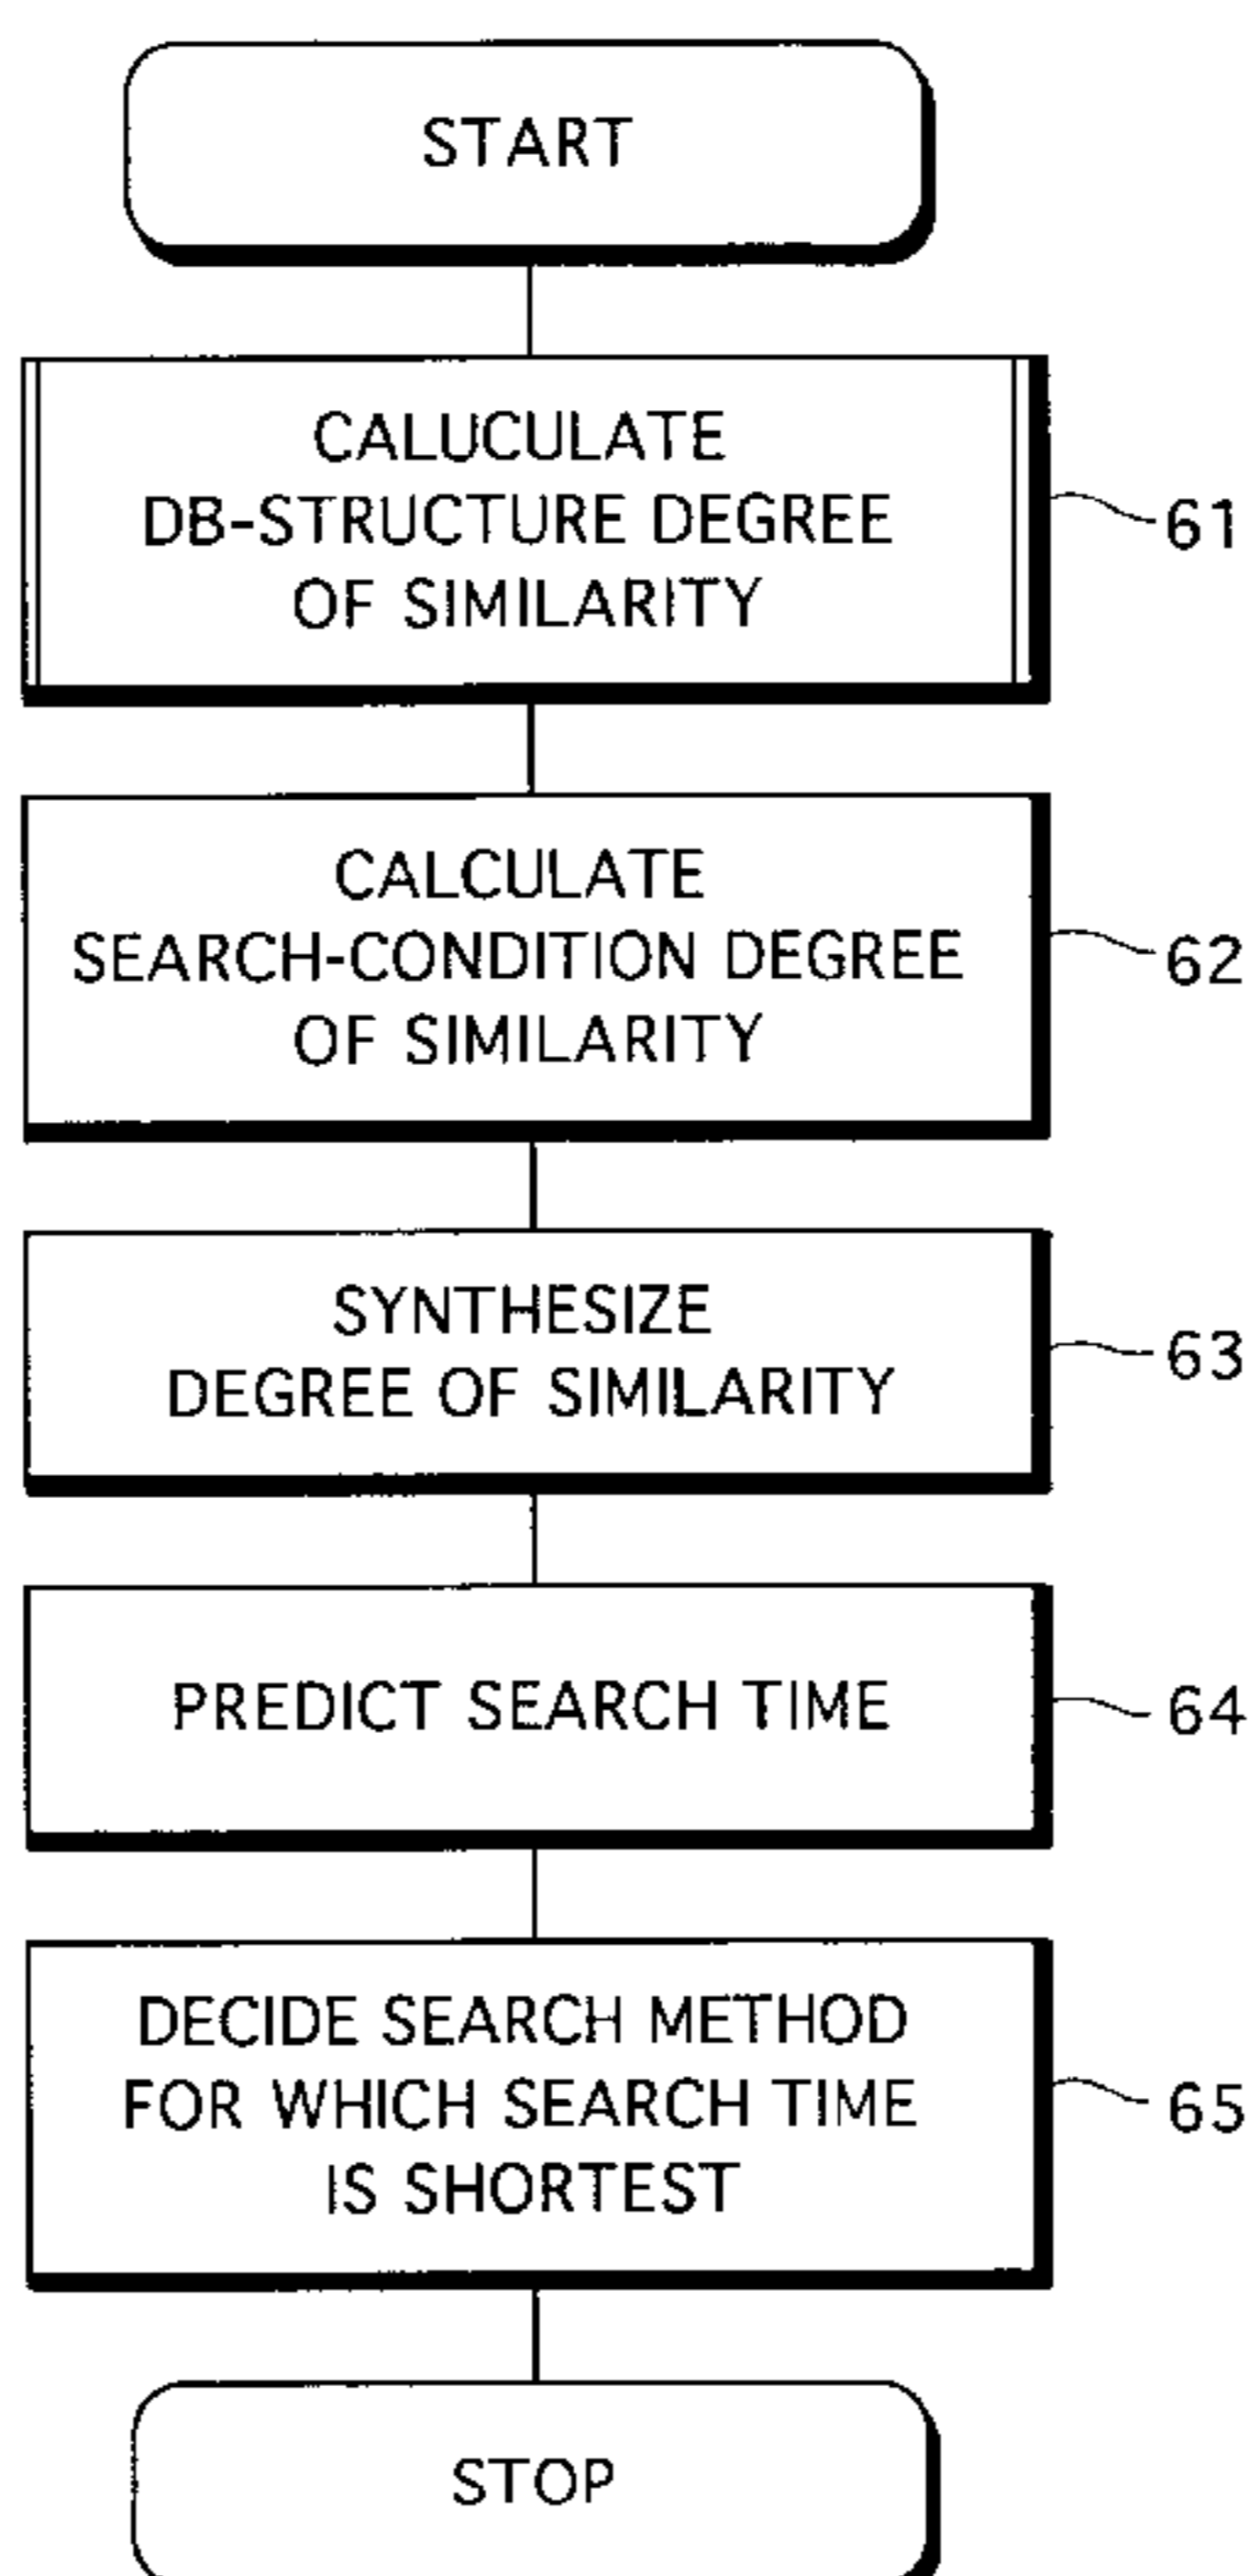 START
CALUCULATE
DB-STRUCTURE DEGREE
OF SIMILARITY
61
CALCULATE
SEARCH-CONDITION DEGREE
OF SIMILARITY
62
SYNTHESIZE
DEGREE OF SIMILARITY
63
PREDICT SEARCH TIME
64
DECIDE SEARCH METHOD
FOR WHICH SEARCH TIME
IS SHORTEST
65
STOP